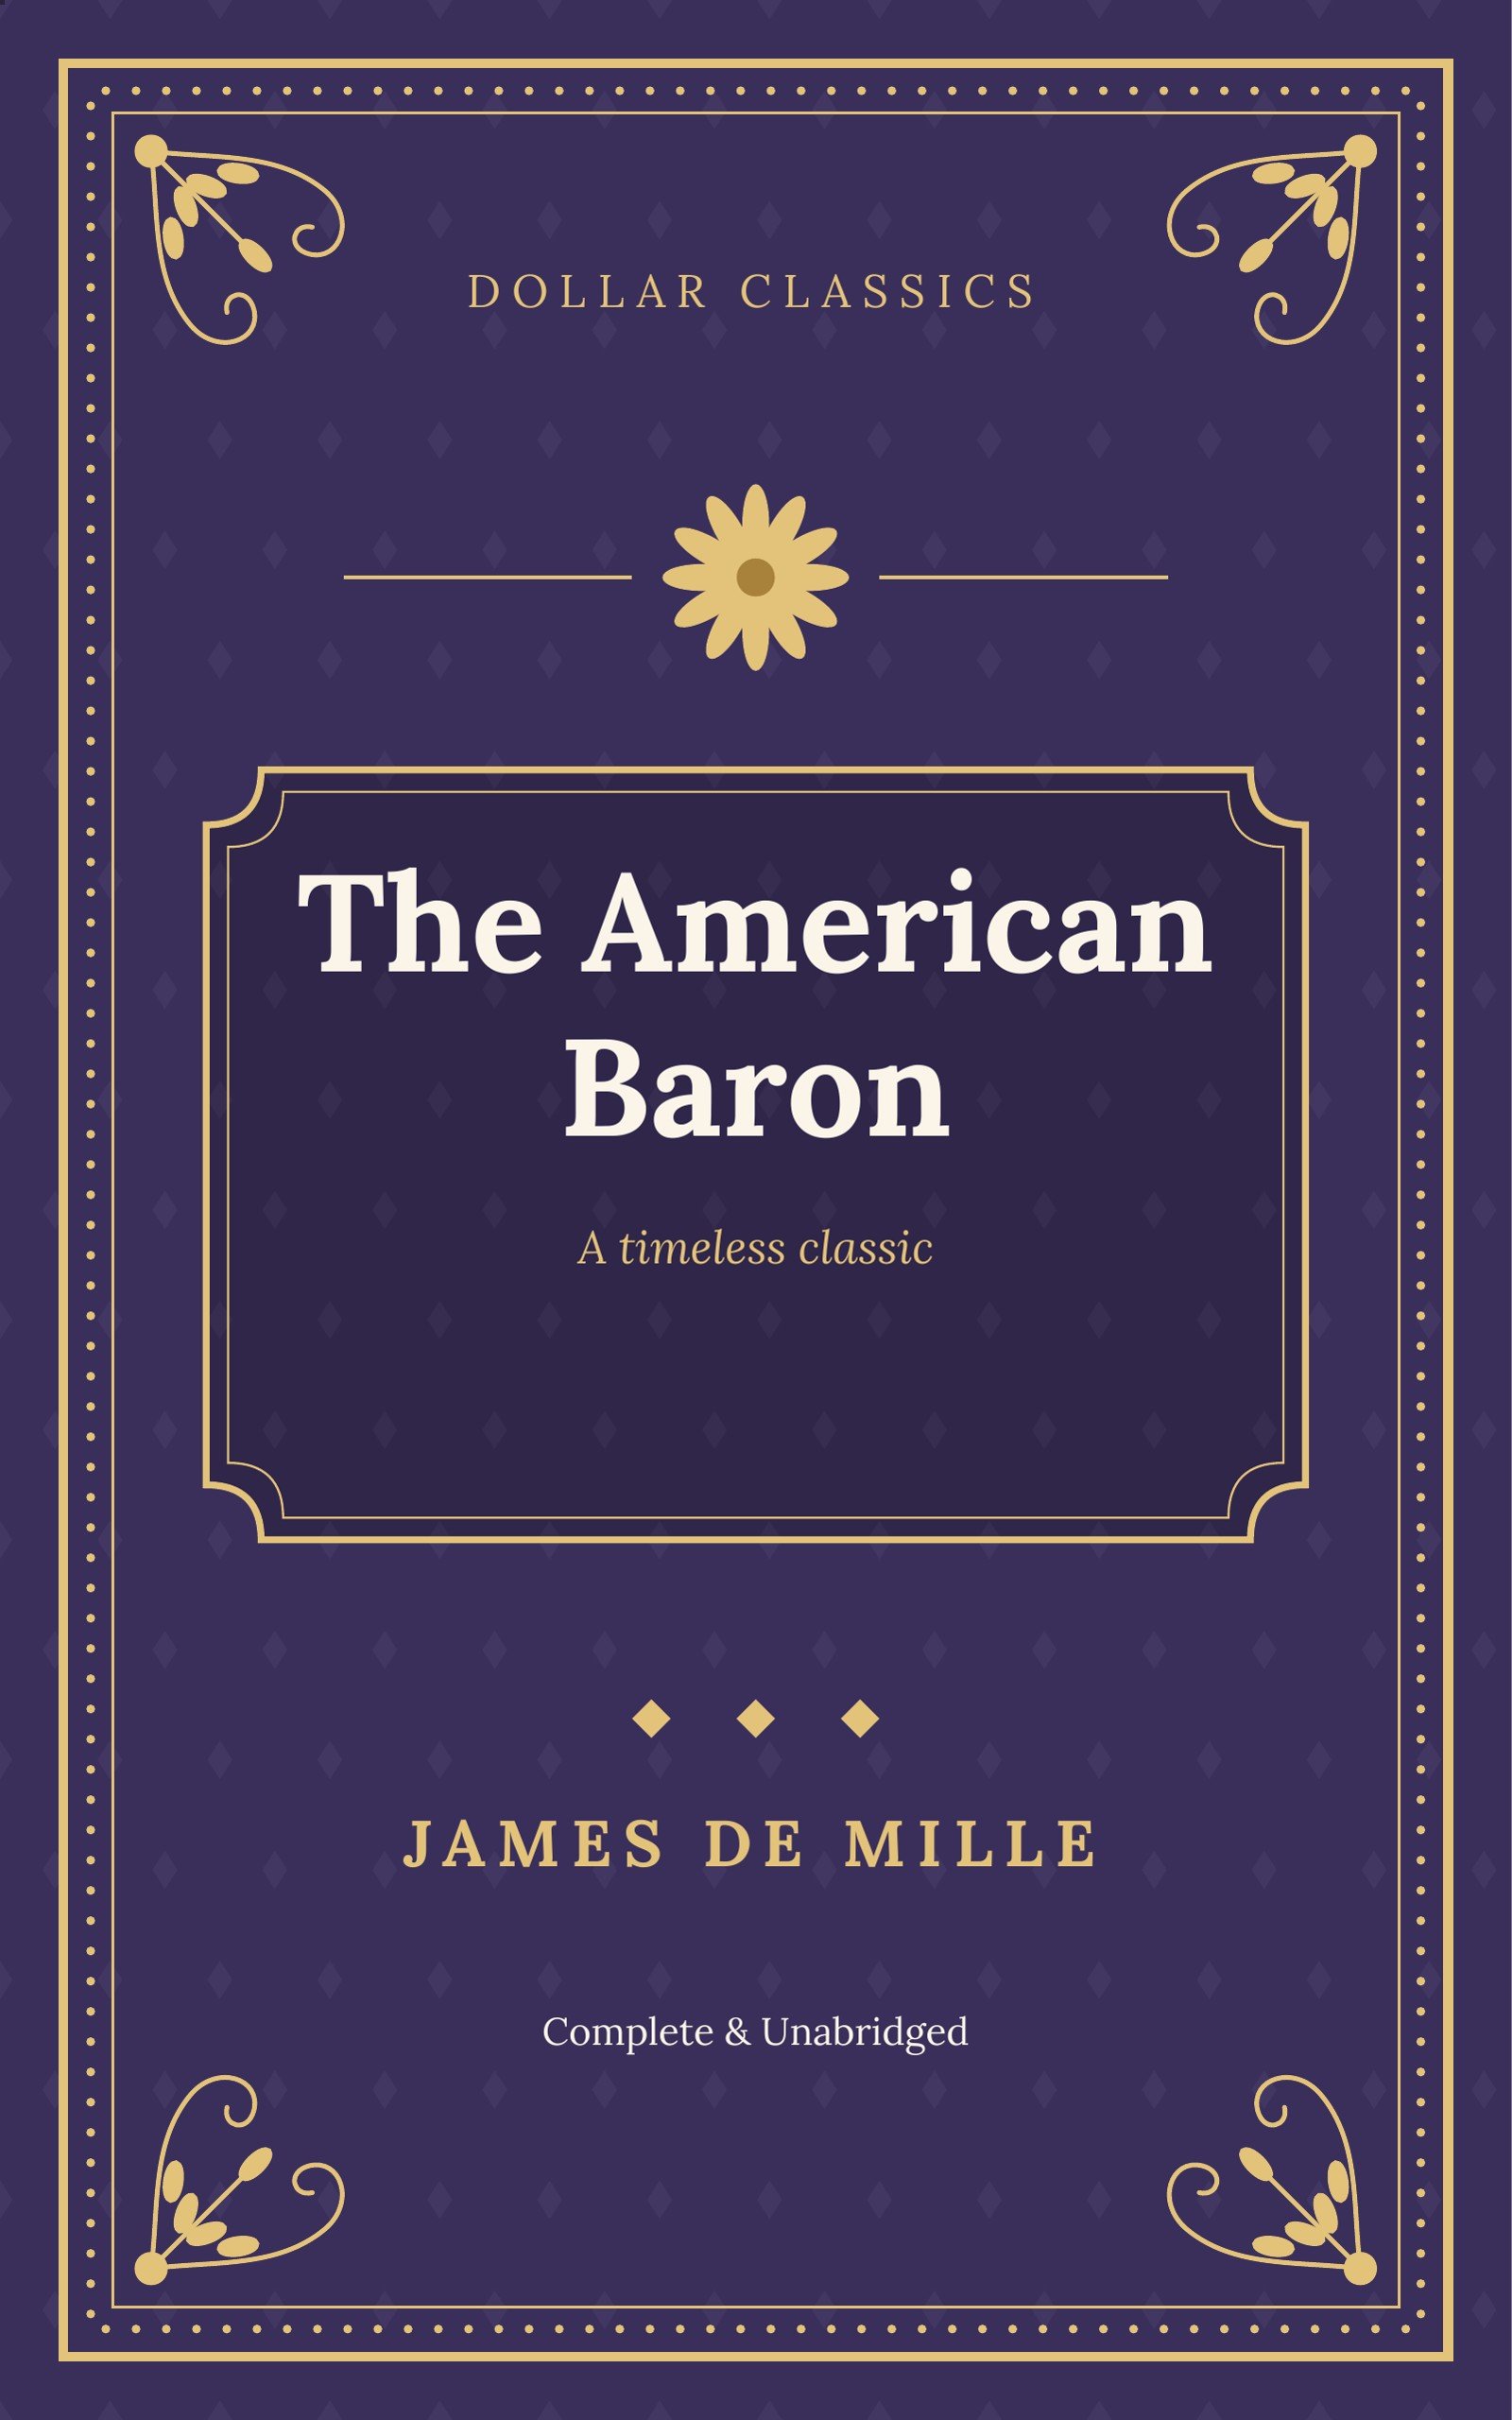 DOLLAR CLASSICS
The American
Baron
A timeless classic
JAMES DE MILLE
Complete & Unabridged